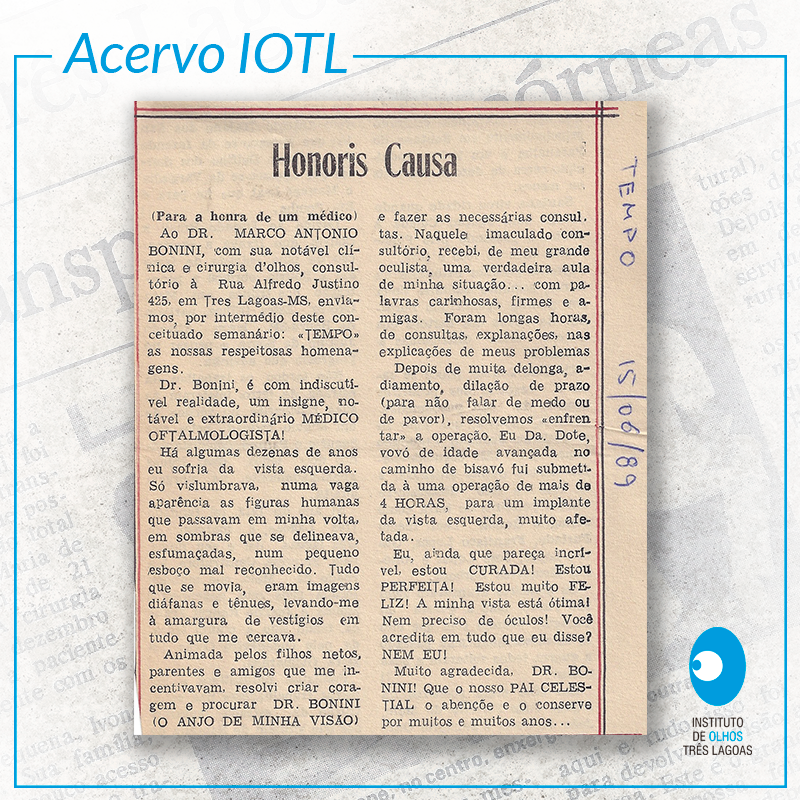 Acervo IOTL
Honoris Causa
(Para a honra de um médico)
Ao DR. MARCO ANTONIO
BONINI, com sua notável clí-
nica e cirurgia d'olhos, consul-
tório à Rua Alfredo Justino
425, em Tres Lagoas-MS, envia-
mos, por intermédio deste con-
ceituado semanário: «TEMPO»
as nossas respeitosas homena-
gens.
Dr. Bonini, é com indiscutí-
vel realidade, um insigne, no-
tável e extraordinário MÉDICO
OFTALMOLOGISTA!
Há algumas dezenas de anos
eu sofria da vista esquerda.
Só vislumbrava, numa vaga
aparência as figuras humanas
que passavam em minha volta,
em sombras que se delineava,
esfumaçadas, num pequeno
esboço mal reconhecido. Tudo
que se movia, eram imagens
diáfanas e tênues, levando-me
à amargura de vestígios em
tudo que me cercava.
Animada pelos filhos netos,
parentes e amigos que me in-
centivavam, resolvi criar cora-
gem e procurar DR. BONINI
(O ANJO DE MINHA VISÃO)
e fazer as necessárias consul.
tas. Naquele imaculado con-
sultório, recebi, de meu grande
oculista, uma verdadeira aula
de minha situação... com pa-
lavras carinhosas, firmes e a-
migas. Foram longas horas,
de consultas, explanações, nas
explicações de meus problemas
Depois de muita delonga, a-
diamento, dilação de prazo
(para não falar de medo ou
de pavor), resolvemos «enfren
tar» a operação. Eu Da. Dote,
vovó de idade avançada no
caminho de bisavó fui submeti-
da à uma operação de mais de
4 HORAS, para um implante
da vista esquerda, muito afe-
tada.
Eu, ainda que pareça incrí-
vel, estou CURADA! Estou
PERFEITA! Estou muito FE-
LIZ! A minha vista está ótima!
Nem preciso de óculos! Você
acredita em tudo que eu disse?
NEM EU!
Muito agradecida, DR. BO-
NINI! Que o nosso PAI CELES-
TIAL o abençõe e o conserve
por muitos e muitos anos...
TEMPO 15/06/89
INSTITUTO
DE OLHOS
TRÊS LAGOAS